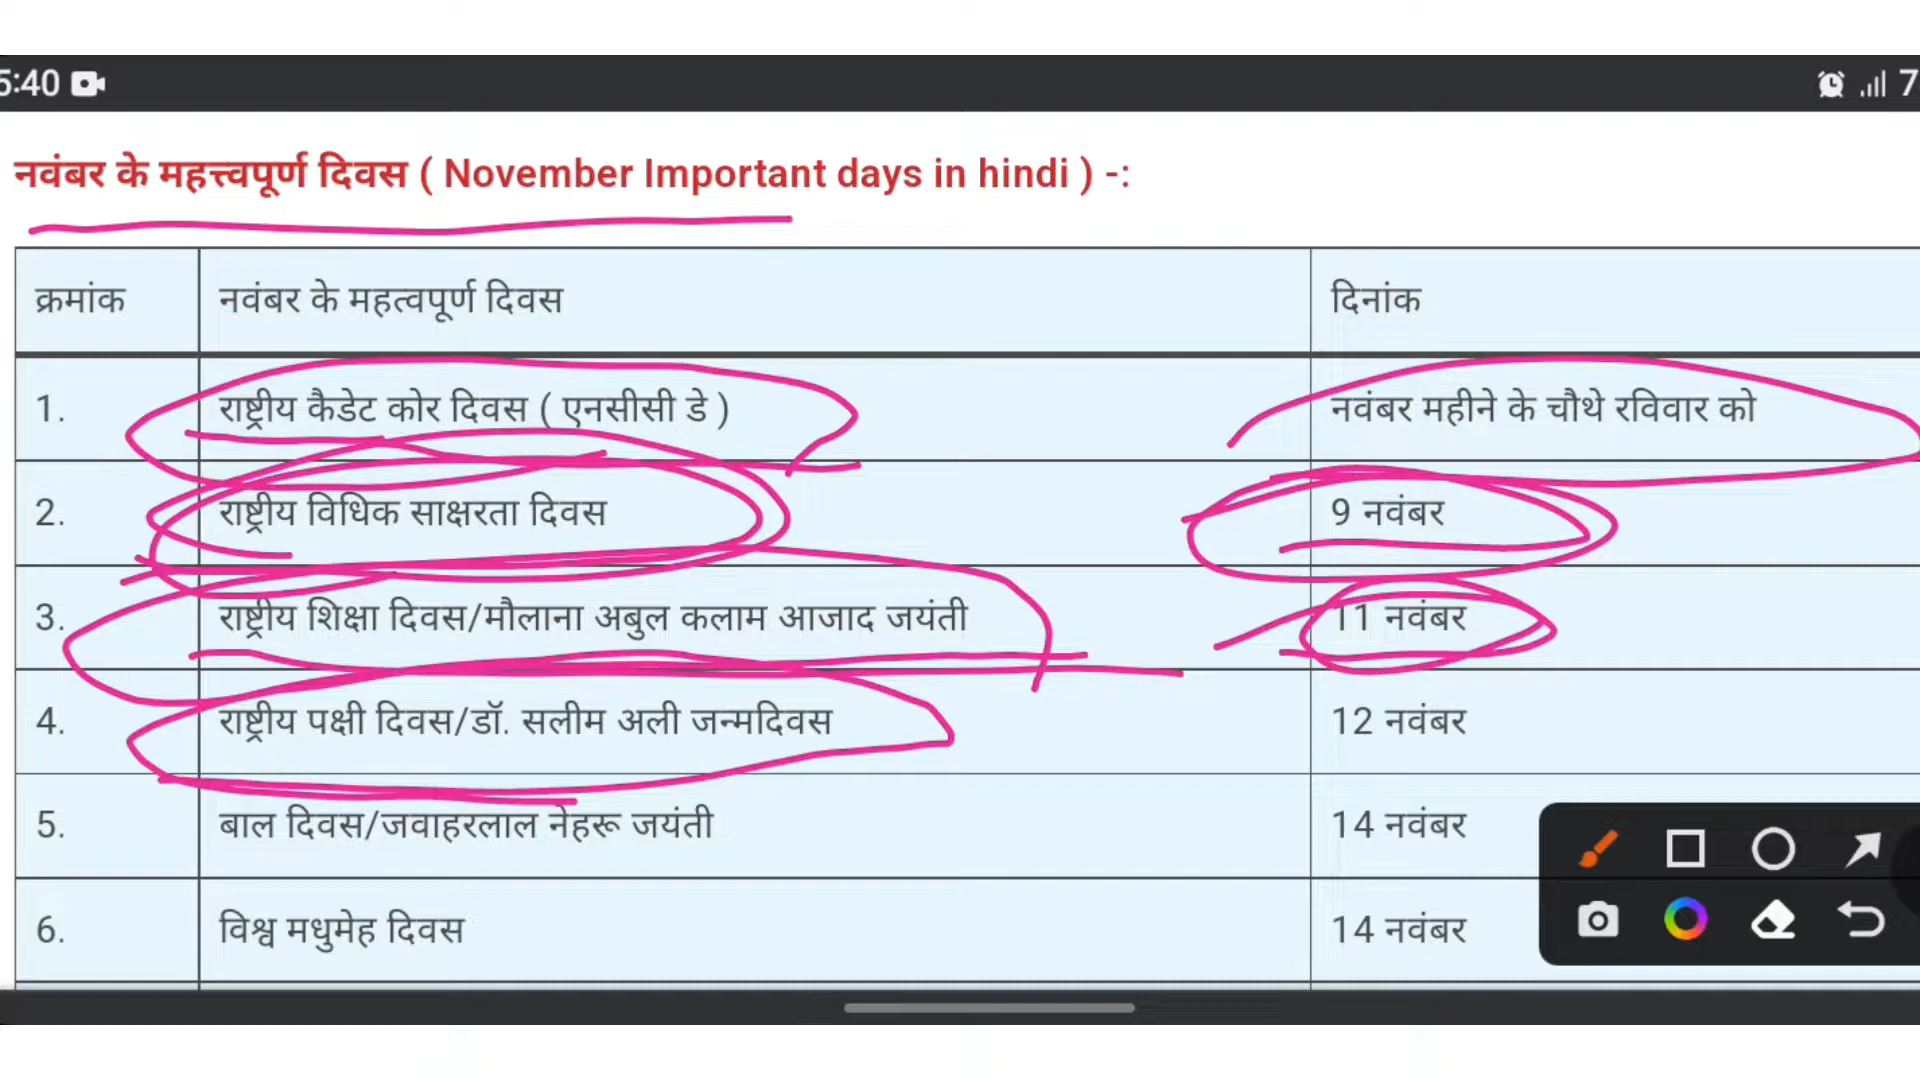 5:40
7
नवंबर के महत्त्वपूर्ण दिवस ( November Important days in hindi ) -:
क्रमांक नवंबर के महत्वपूर्ण दिवस दिनांक
1. राष्ट्रीय कैडेट कोर दिवस ( एनसीसी डे ) नवंबर महीने के चौथे रविवार को
2. राष्ट्रीय विधिक साक्षरता दिवस 9 नवंबर
3. राष्ट्रीय शिक्षा दिवस/मौलाना अबुल कलाम आजाद जयंती 11 नवंबर
4. राष्ट्रीय पक्षी दिवस/डॉ. सलीम अली जन्मदिवस 12 नवंबर
5. बाल दिवस/जवाहरलाल नेहरू जयंती 14 नवंबर
6. विश्व मधुमेह दिवस 14 नवंबर